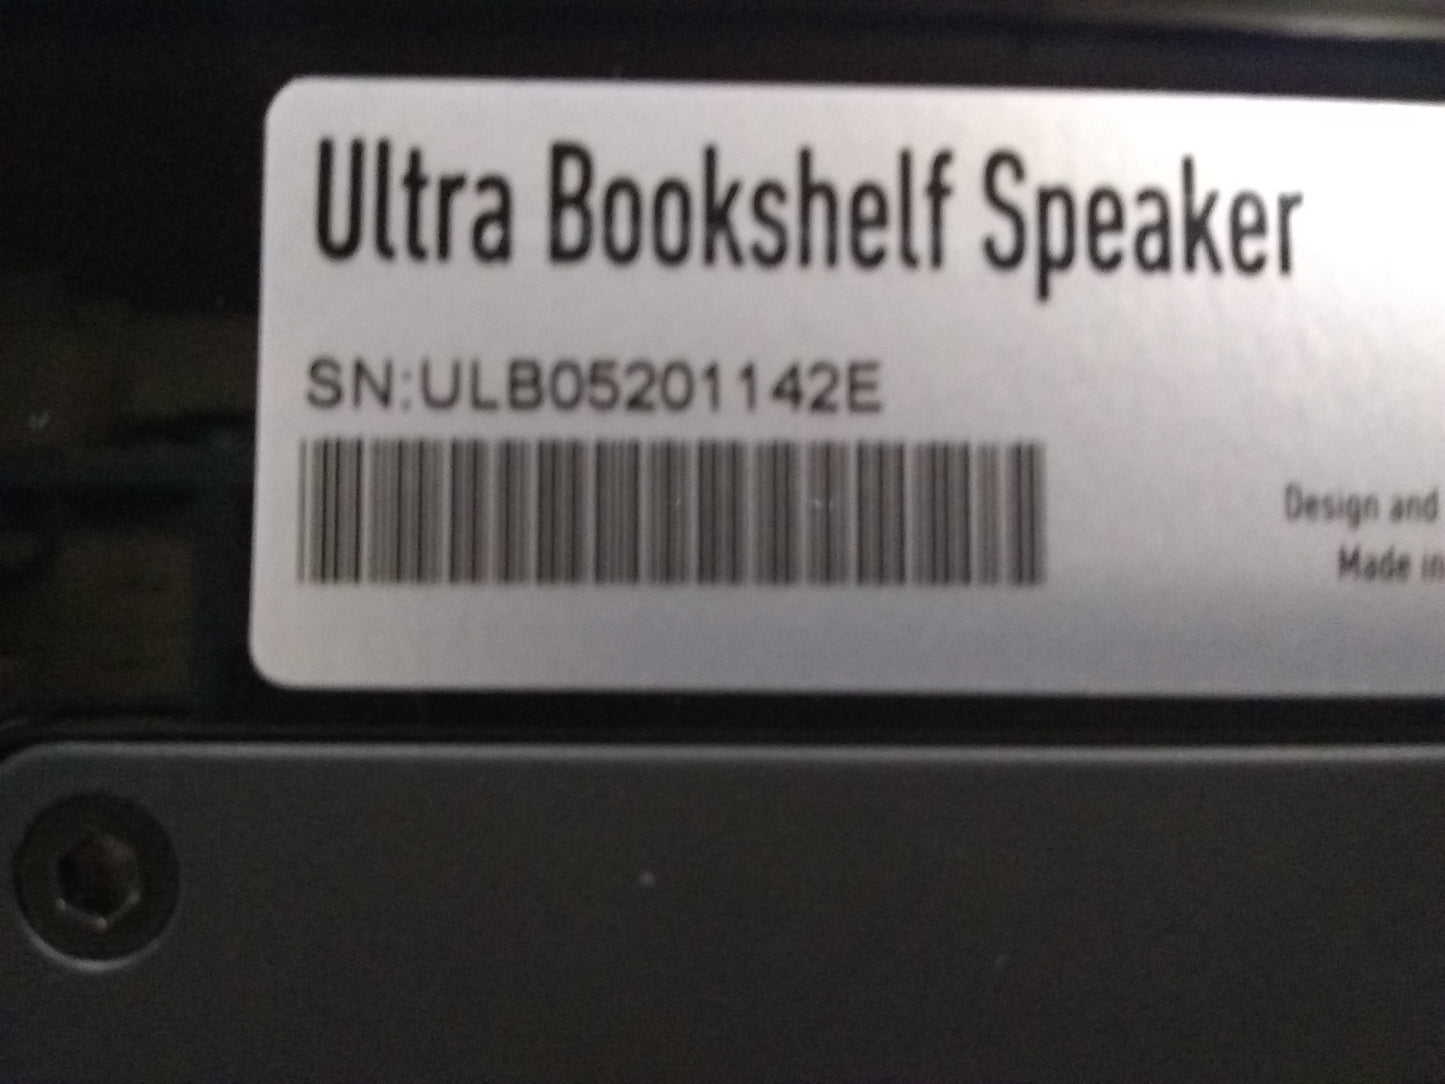 Ultra Bookshelf Speaker
SN:ULB05201142E
Design and
Made in